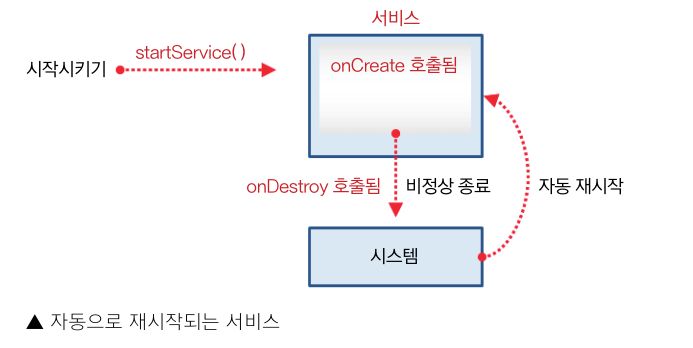 서비스
startService( )
시작시키기
onCreate 호출됨
onDestroy 호출됨
비정상 종료
자동 재시작
시스템
▲ 자동으로 재시작되는 서비스